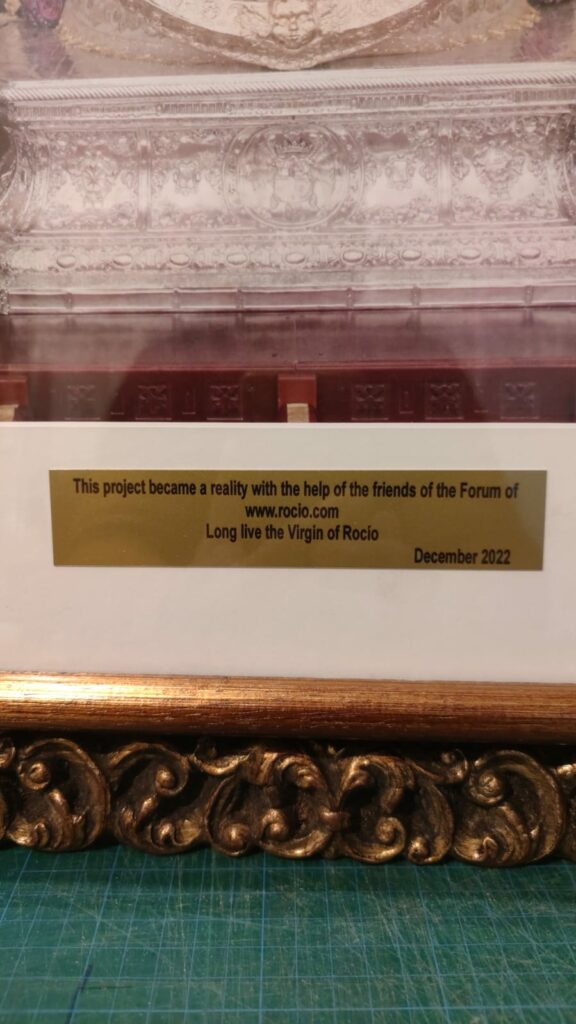 This project became a reality with the help of the friends of the Forum of
www.rocio.com
Long live the Virgin of Rocío
December 2022